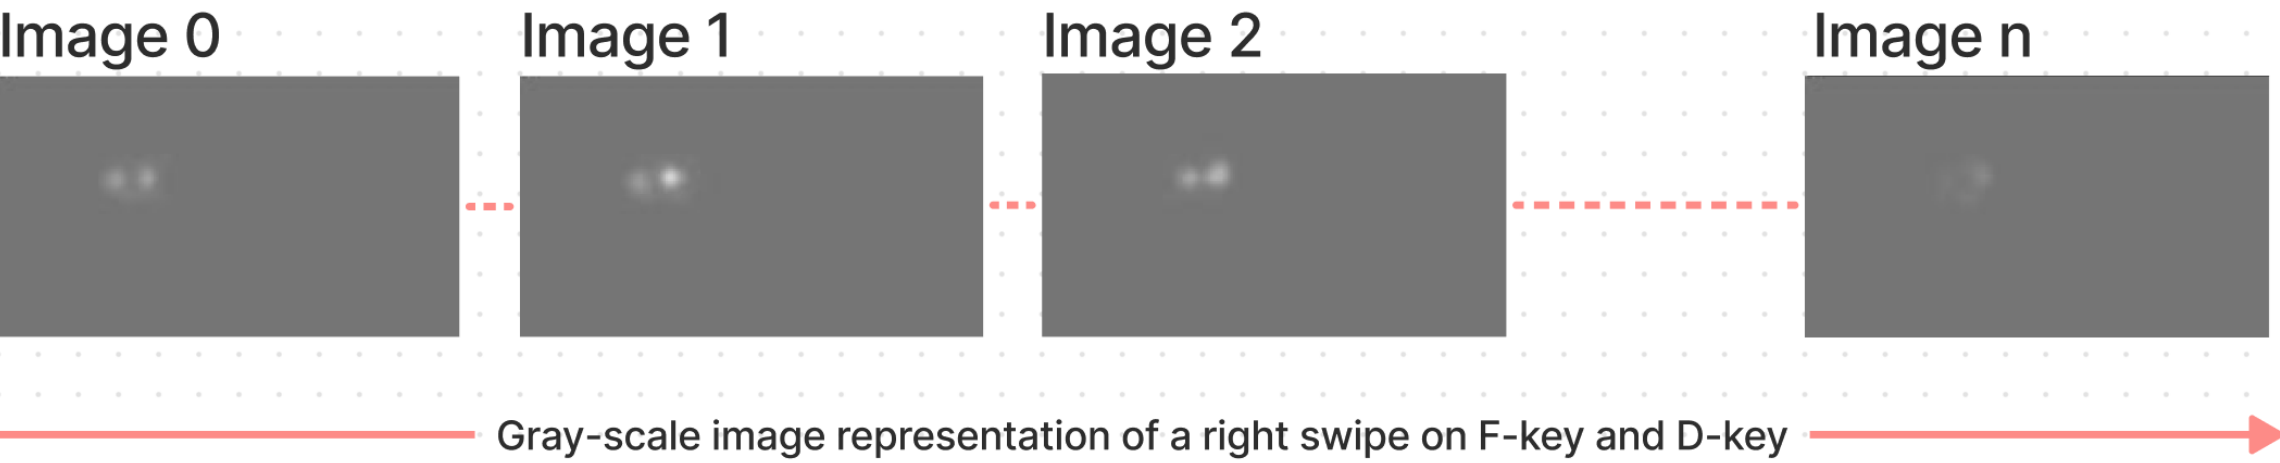 Image 0
Image 1
Image 2
Image n
Gray-scale image representation of a right swipe on F-key and D-key